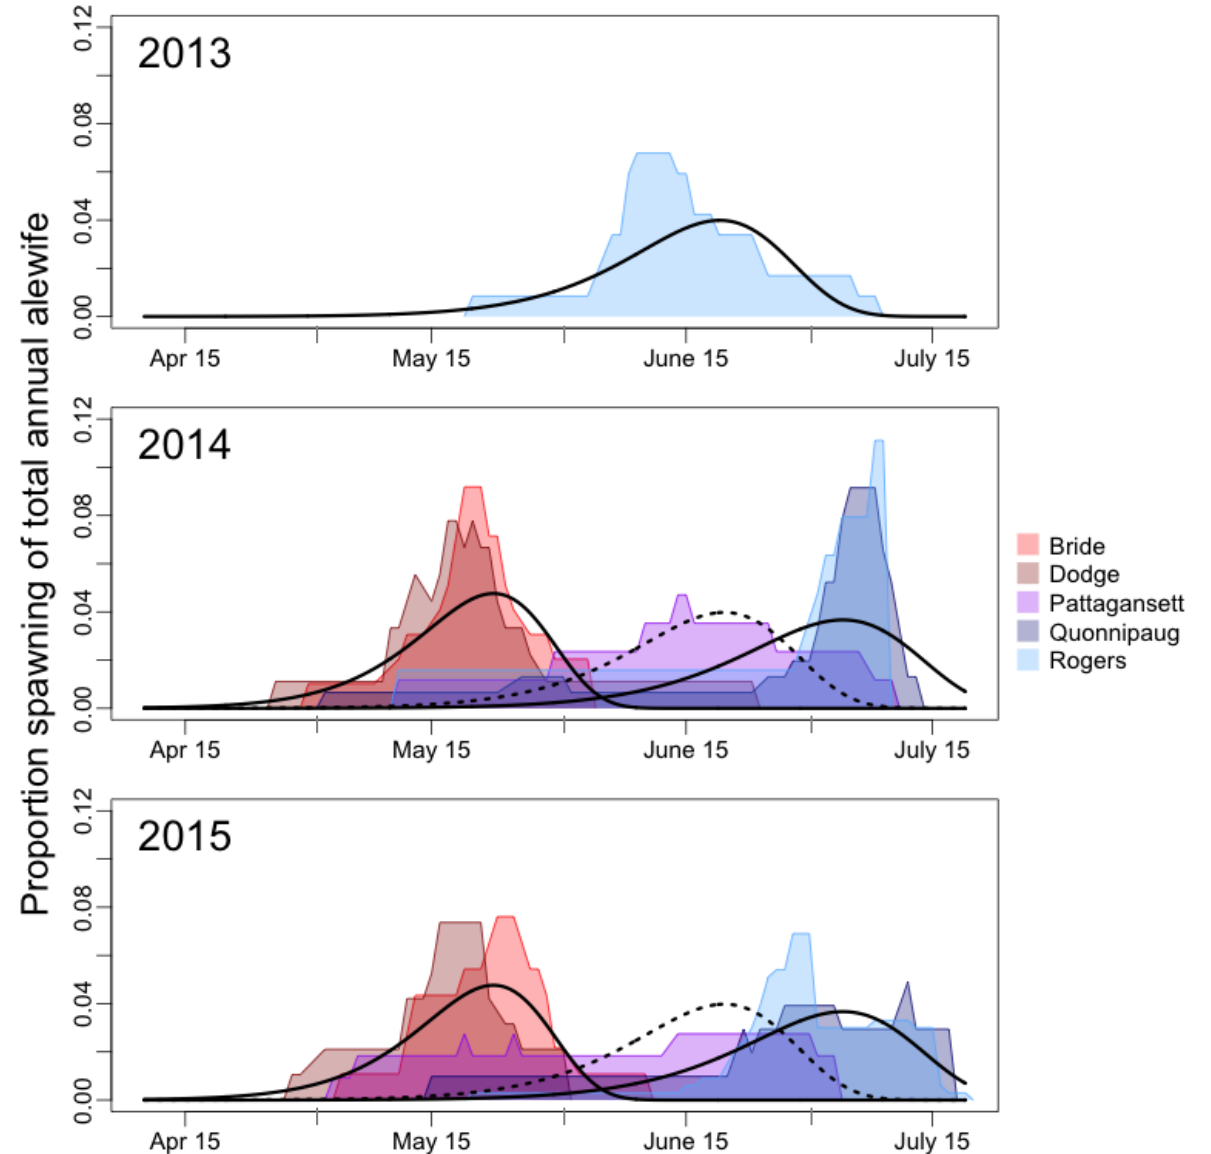 Proportion spawning of total annual alewife
2013
0.12
0.08
0.04
0.00
Apr 15
May 15
June 15
July 15
2014
0.12
0.08
0.04
0.00
Apr 15
May 15
June 15
July 15
Bride
Dodge
Pattagansett
Quonnipaug
Rogers
2015
0.12
0.08
0.04
0.00
Apr 15
May 15
June 15
July 15